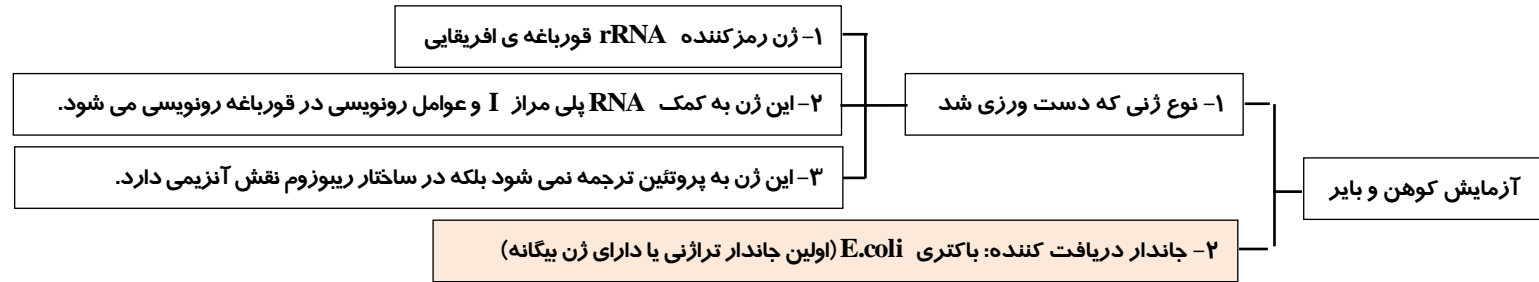 آزمایش کوهن و بایر
۱- نوع ژنی که دست ورزی شد
۱- ژن رمزکننده rRNA قورباغه ی افریقایی
۲- این ژن به کمک RNA پلی مراز I و عوامل رونویسی در قورباغه رونویسی می شود.
۳- این ژن به پروتئین ترجمه نمی شود بلکه در ساختار ریبوزوم نقش آنزیمی دارد.
۲- جاندار دریافت کننده: باکتری E.coli (اولین جاندار تراژنی یا دارای ژن بیگانه)